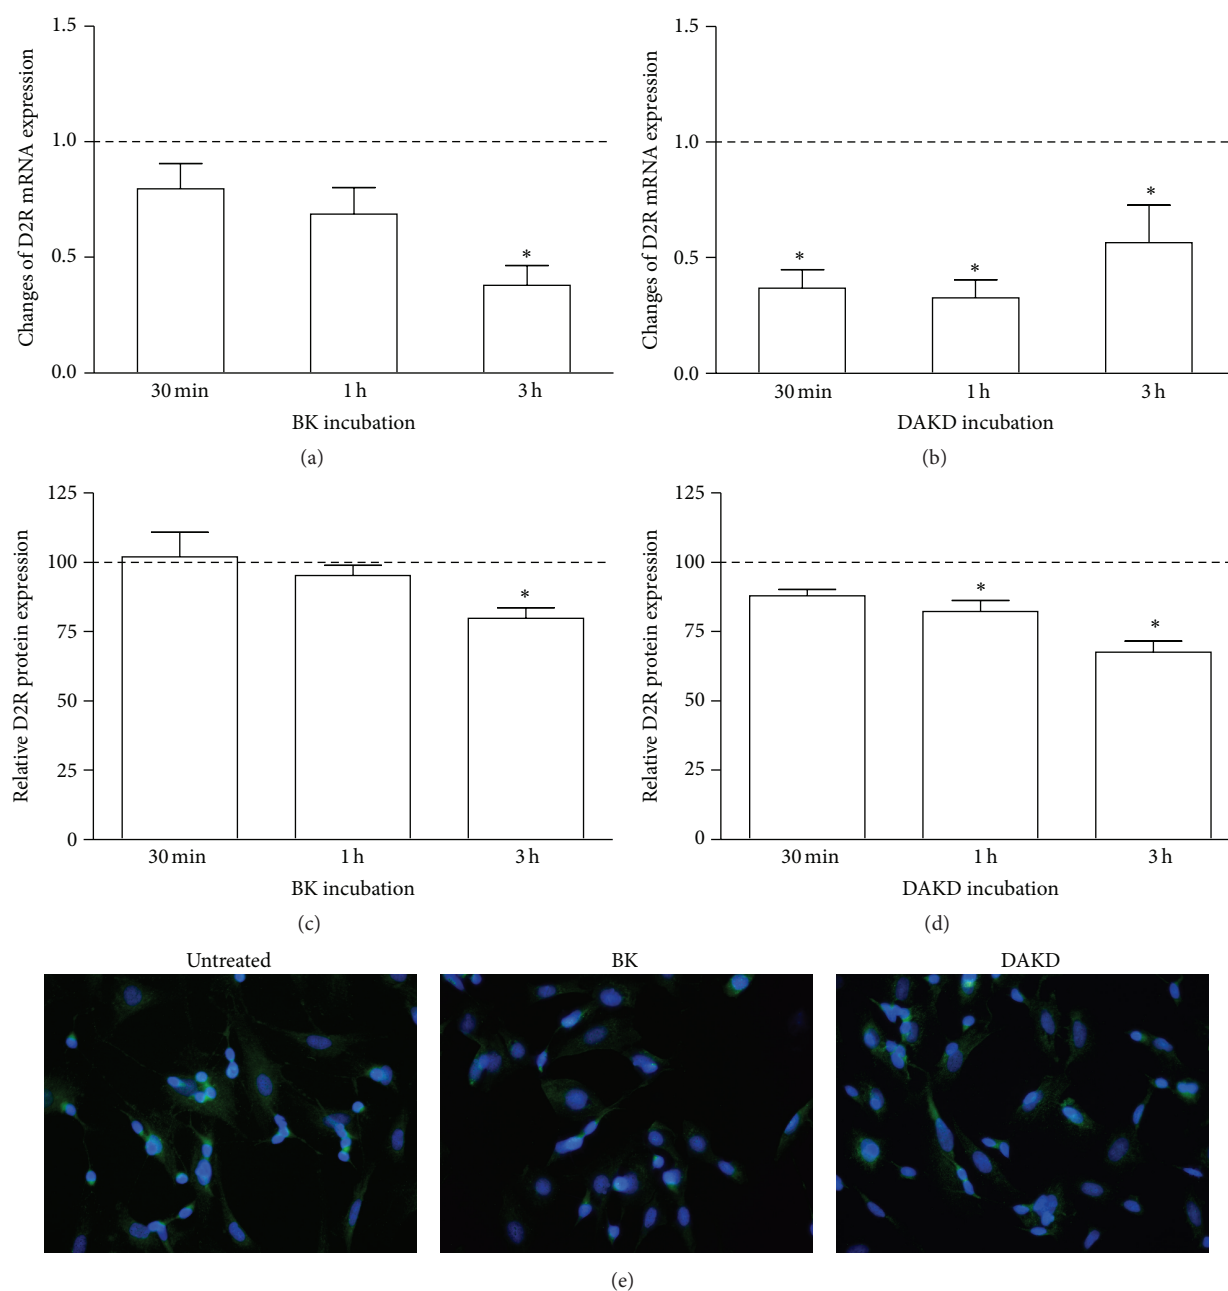 Changes of D2R mRNA expression
1.5
1.0
0.5
0.0
*
30 min 1 h 3 h
BK incubation
(a)
Changes of D2R mRNA expression
1.5
1.0
0.5
0.0
* * *
30 min 1 h 3 h
DAKD incubation
(b)
Relative D2R protein expression
125
100
75
50
25
0
*
30 min 1 h 3 h
BK incubation
(c)
Relative D2R protein expression
125
100
75
50
25
0
* *
30 min 1 h 3 h
DAKD incubation
(d)
Untreated BK DAKD
(e)